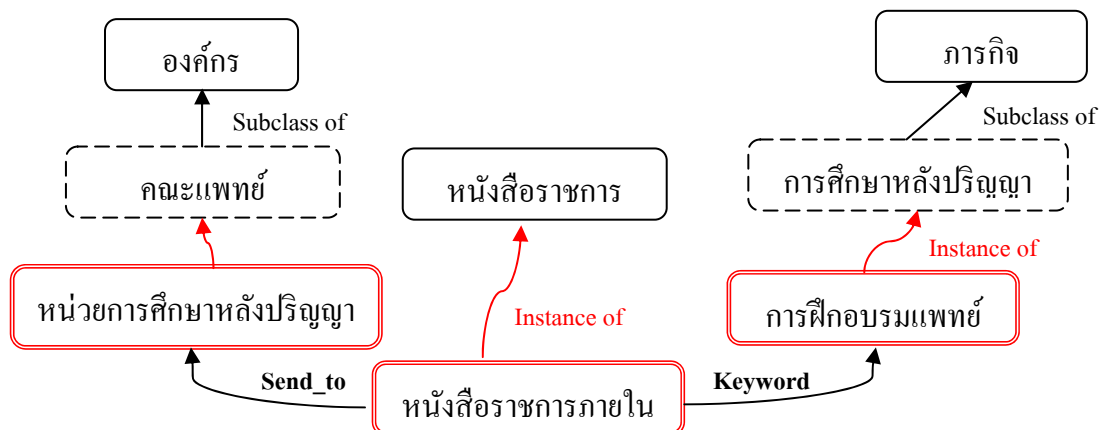 องค์กร
ภารกิจ
Subclass of
Subclass of
คณะแพทย์
หนังสือราชการ
การศึกษาหลังปริญญา
Instance of
หน่วยการศึกษาหลังปริญญา
Instance of
การฝึกอบรมแพทย์
Send_to
หนังสือราชการภายใน
Keyword